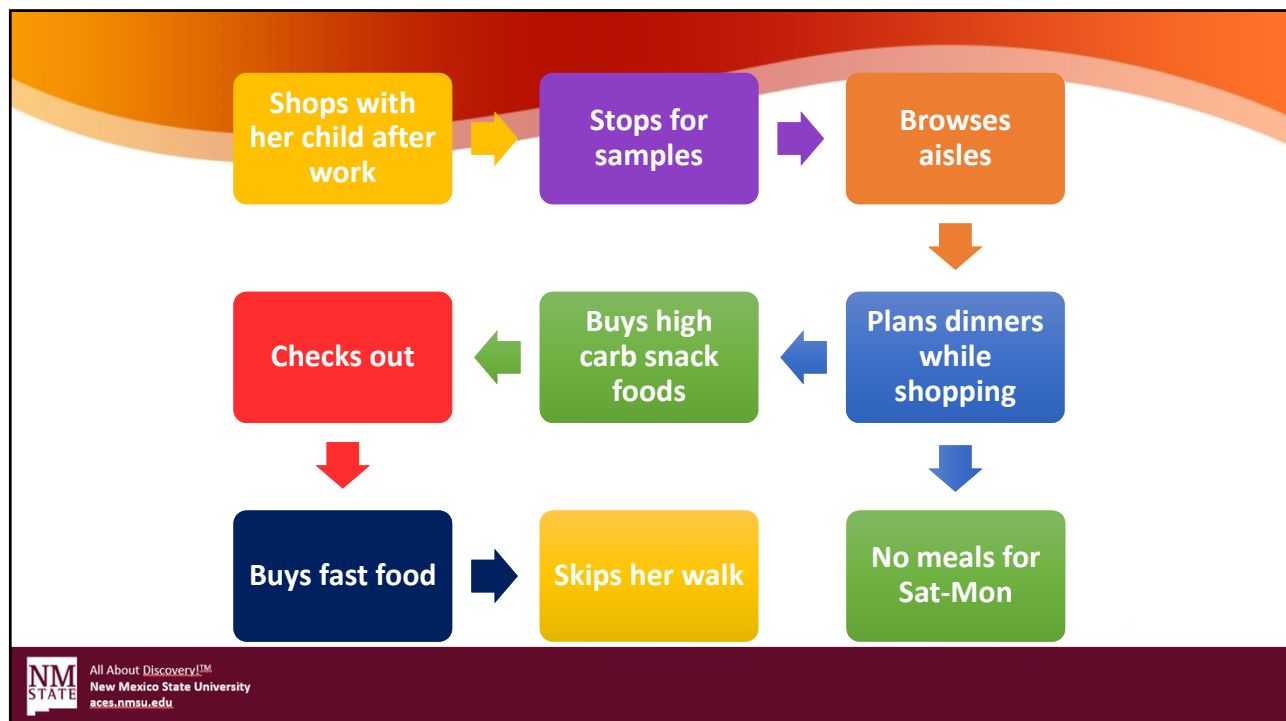 Shops with
her child after
work
Stops for
samples
Browses
aisles
Checks out
Buys high
carb snack
foods
Plans dinners
while
shopping
Buys fast food
Skips her walk
No meals for
Sat-Mon
NM
STATE
All About Discovery!™
New Mexico State University
aces.nmsu.edu